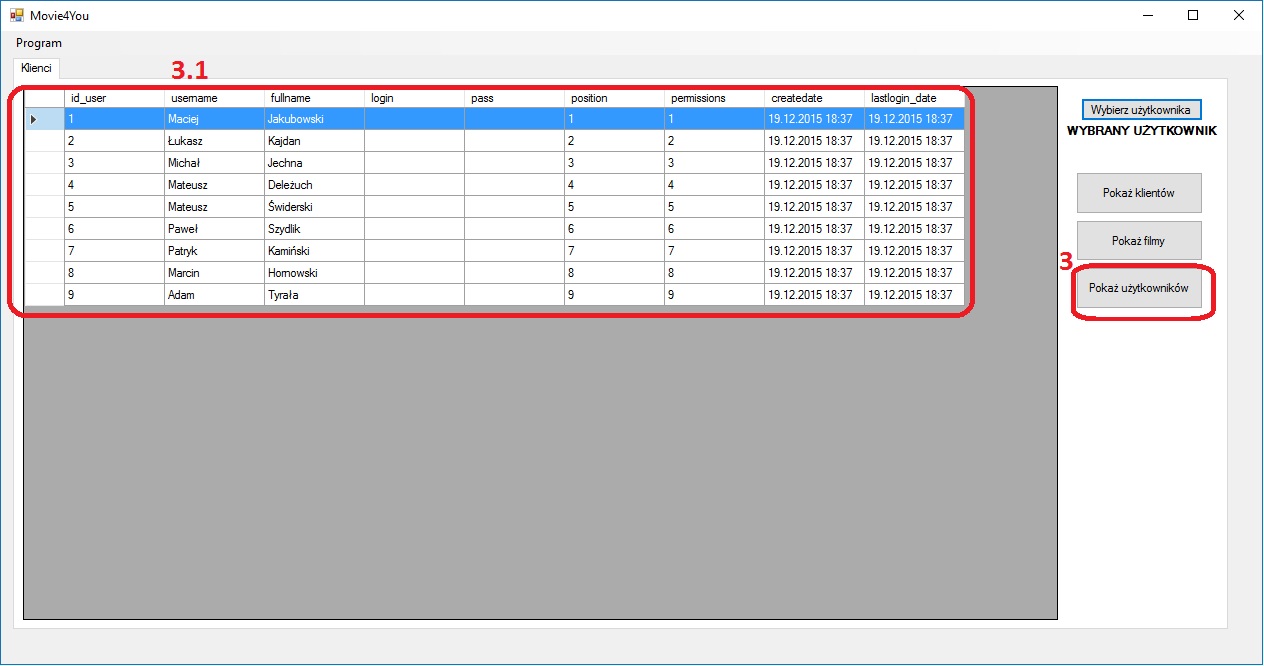 Movie4You
Program
Klienci
3.1
id_user username fullname login pass position permissions createdate lastlogin_date
1 Maciej Jakubowski 1 1 19.12.2015 18:37 19.12.2015 18:37
2 Łukasz Kajdan 2 2 19.12.2015 18:37 19.12.2015 18:37
3 Michał Jechna 3 3 19.12.2015 18:37 19.12.2015 18:37
4 Mateusz Deleżuch 4 4 19.12.2015 18:37 19.12.2015 18:37
5 Mateusz Świderski 5 5 19.12.2015 18:37 19.12.2015 18:37
6 Paweł Szydlik 6 6 19.12.2015 18:37 19.12.2015 18:37
7 Patryk Kamiński 7 7 19.12.2015 18:37 19.12.2015 18:37
8 Marcin Homowski 8 8 19.12.2015 18:37 19.12.2015 18:37
9 Adam Tyrała 9 9 19.12.2015 18:37 19.12.2015 18:37
Wybierz użytkownika
WYBRANY UŻYTKOWNIK
Pokaż klientów
Pokaż filmy
3
Pokaż użytkowników